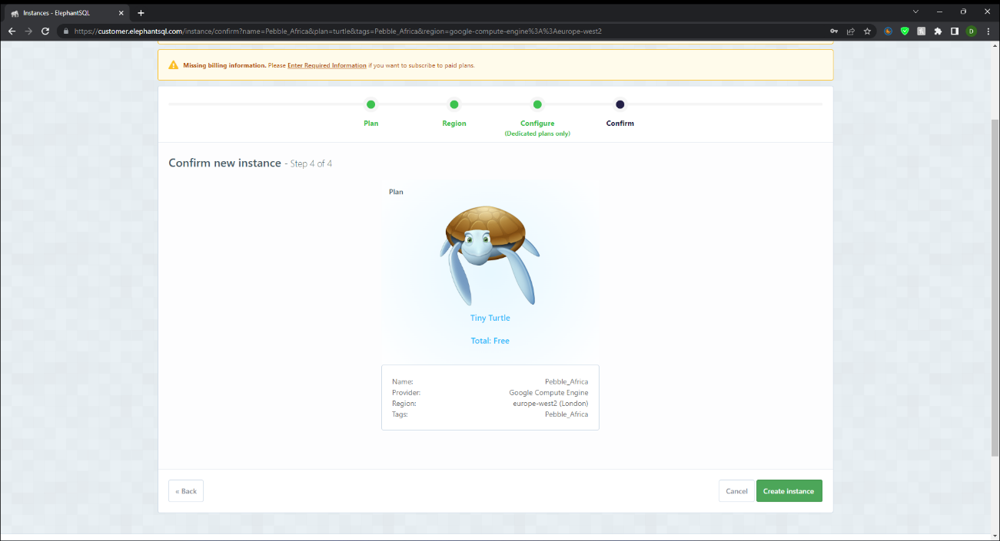 Instances - ElephantSQL
https://customer.elephantsql.com/instance/confirm?name=Pebble_Africa&plan=turtle&tags=Pebble_Africa&region=google-compute-engine%3A%3Aeurope-west2
D
Missing billing information. Please Enter Required Information if you want to subscribe to paid plans.
Plan
Region
Configure
(Dedicated plans only)
Confirm
Confirm new instance - Step 4 of 4
Plan
Tiny Turtle
Total: Free
Name: Pebble_Africa
Provider: Google Compute Engine
Region: europe-west2 (London)
Tags: Pebble_Africa
« Back
Cancel
Create instance